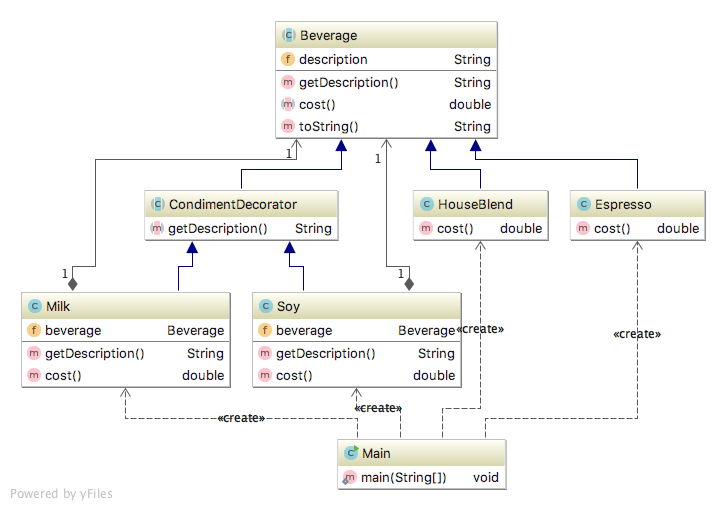 Beverage
description String
getDescription() String
cost() double
toString() String
1
1
CondimentDecorator
getDescription() String
HouseBlend
cost() double
Espresso
cost() double
1
1
Milk
beverage Beverage
getDescription() String
cost() double
Soy
beverage Beverage
getDescription() String
cost() double
«create»
«create»
«create»
«create»
Main
main(String[]) void
Powered by yFiles